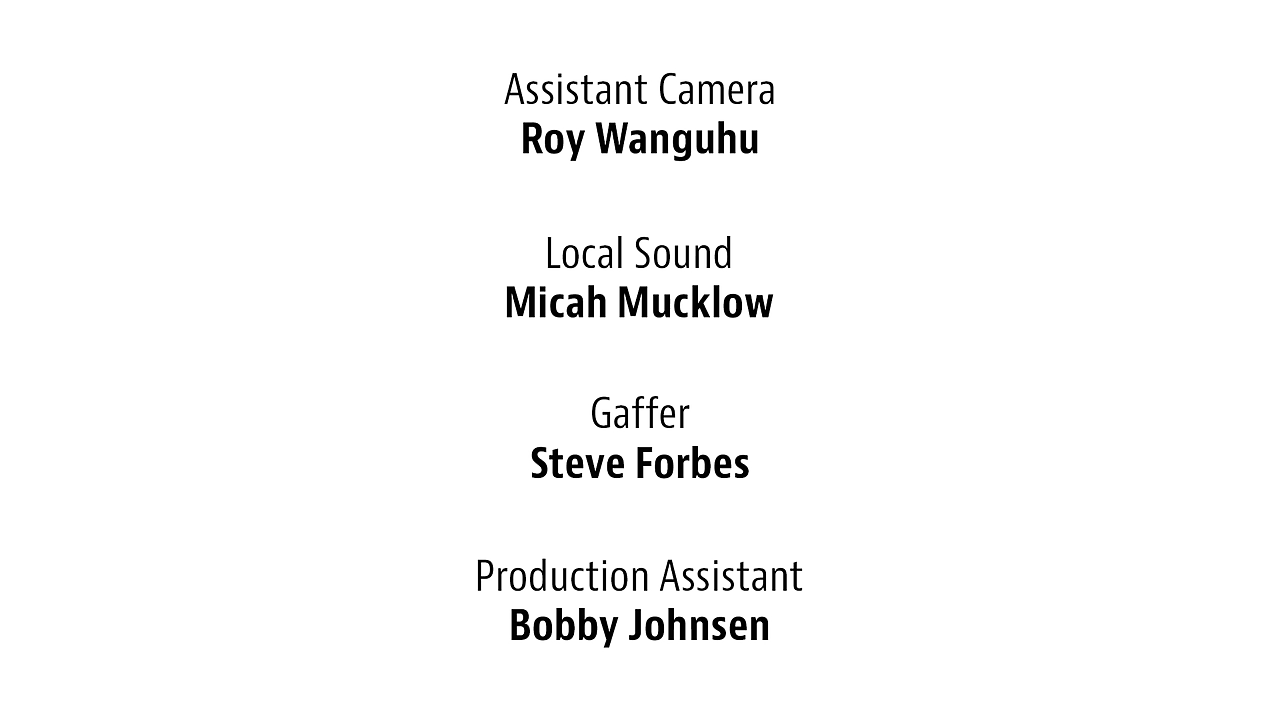 Assistant Camera
Roy Wanguhu
Local Sound
Micah Mucklow
Gaffer
Steve Forbes
Production Assistant
Bobby Johnsen